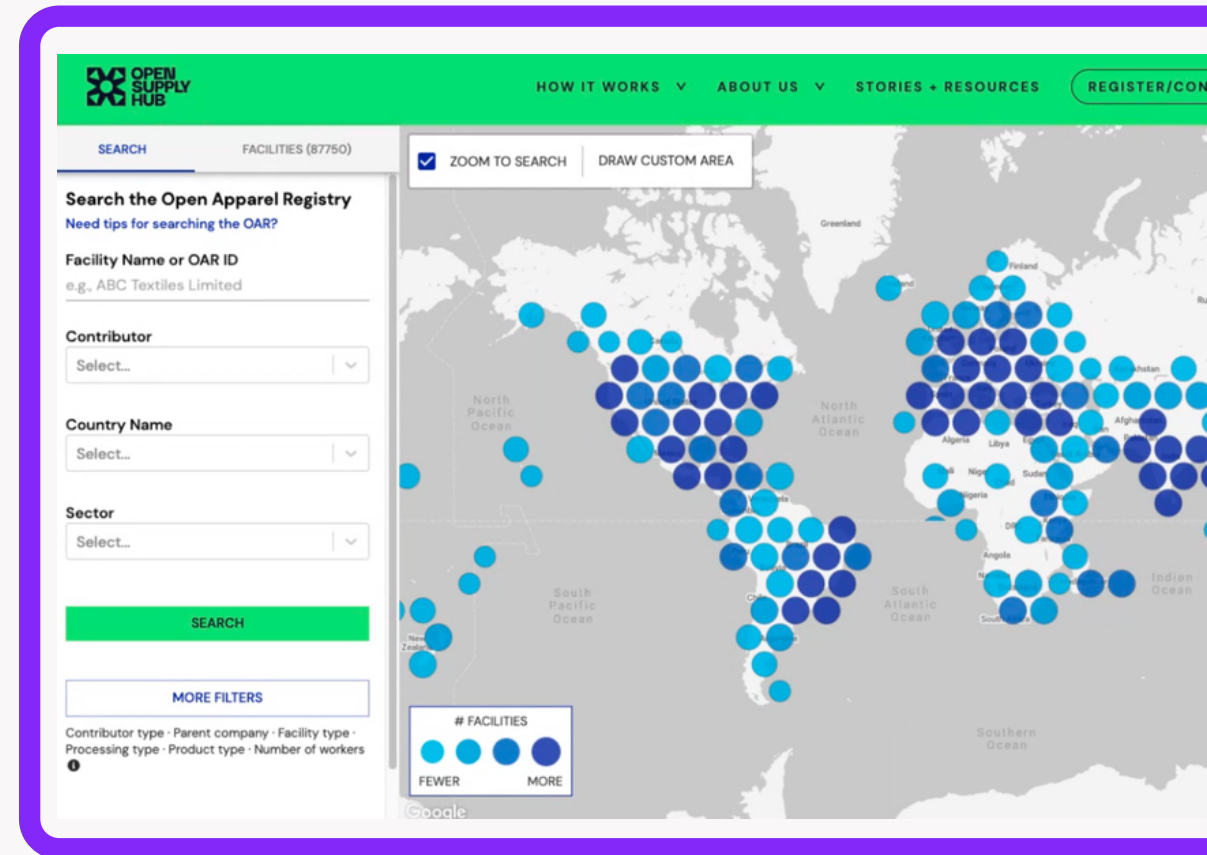 OPEN
SUPPLY
HUB
HOW IT WORKS
ABOUT US
STORIES + RESOURCES
REGISTER/CON
SEARCH
FACILITIES (87750)
ZOOM TO SEARCH
DRAW CUSTOM AREA
Search the Open Apparel Registry
Need tips for searching the OAR?
Facility Name or OAR ID
e.g., ABC Textiles Limited
Contributor
Select...
Country Name
Select...
Sector
Select...
SEARCH
MORE FILTERS
Contributor type · Parent company · Facility type ·
Processing type · Product type · Number of workers
Greenland
Finland
North
Pacific
Ocean
North
Atlantic
Ocean
Algeria
Libya
Sudan
Angola
South
Pacific
Ocean
South
Atlantic
Ocean
Indian
Ocean
New
Zealand
Southern
Ocean
# FACILITIES
FEWER
MORE
Google